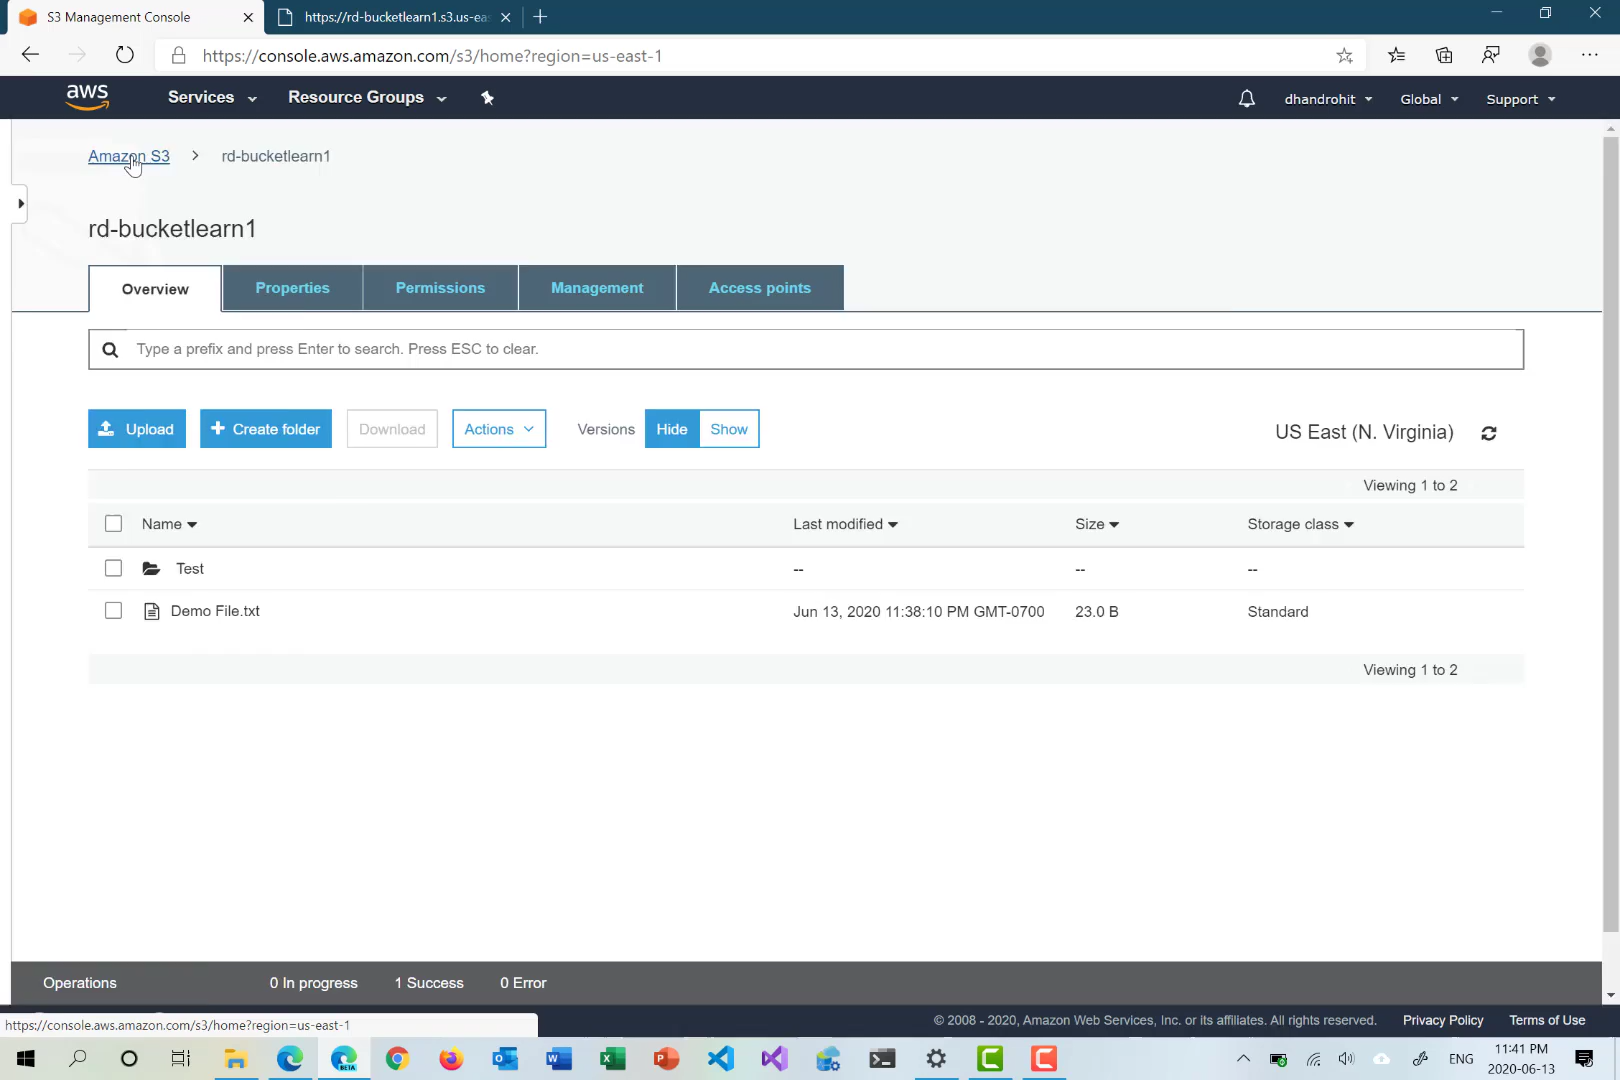 S3 Management Console
https://rd-bucketlearn1.s3.us-eas
https://console.aws.amazon.com/s3/home?region=us-east-1
aws
Services
Resource Groups
dhandrohit
Global
Support
Amazon S3
rd-bucketlearn1
rd-bucketlearn1
Overview
Properties
Permissions
Management
Access points
Type a prefix and press Enter to search. Press ESC to clear.
Upload
+ Create folder
Download
Actions
Versions
Hide
Show
US East (N. Virginia)
Viewing 1 to 2
Name
Last modified
Size
Storage class
Test
--
--
--
Demo File.txt
Jun 13, 2020 11:38:10 PM GMT-0700
23.0 B
Standard
Viewing 1 to 2
Operations
0 In progress
1 Success
0 Error
https://console.aws.amazon.com/s3/home?region=us-east-1
© 2008 - 2020, Amazon Web Services, Inc. or its affiliates. All rights reserved.
Privacy Policy
Terms of Use
BETA
ENG
11:41 PM
2020-06-13